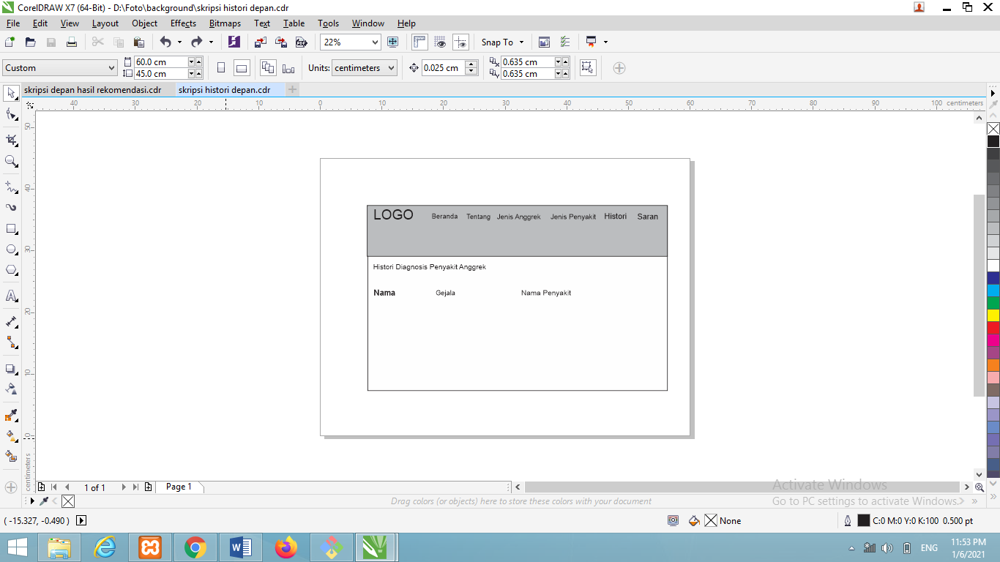 CorelDRAW X7 (64-Bit) - D:\Foto\background\skripsi histori depan.cdr
File Edit View Layout Object Effects Bitmaps Text Table Tools Window Help
22% Snap To
Custom 60.0 cm 45.0 cm Units: centimeters 0.025 cm 0.635 cm 0.635 cm
skripsi depan hasil rekomendasi.cdr skripsi histori depan.cdr
40 30 20 10 0 10 20 30 40 50 60 70 80 90 100 centimeters
50
40
30
20
10
0
centimeters
LOGO Beranda Tentang Jenis Anggrek Jenis Penyakit Histori Saran
Histori Diagnosis Penyakit Anggrek
Nama Gejala Nama Penyakit
1 of 1 Page 1
Activate Windows
Go to PC settings to activate Windows.
Drag colors (or objects) here to store these colors with your document
( -15.327, -0.490 ) None C:0 M:0 Y:0 K:100 0.500 pt
ENG 11:53 PM
1/6/2021